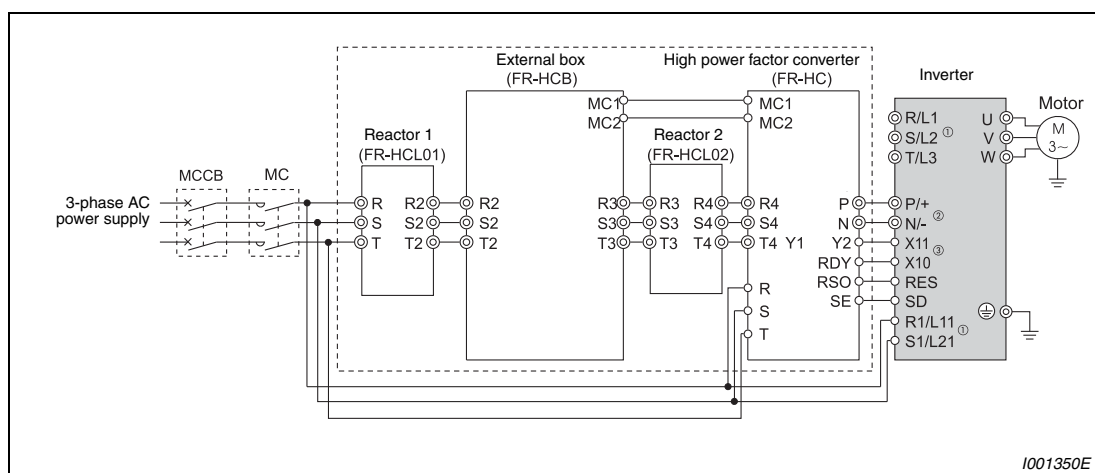 External box
(FR-HCB)
High power factor converter
(FR-HC)
Inverter
Motor
MC1
MC2
MC1
MC2
R/L1
S/L2 ①
T/L3
U
V
W
M
3~
Reactor 1
(FR-HCL01)
Reactor 2
(FR-HCL02)
MCCB
MC
3-phase AC
power supply
R
S
T
R2
S2
T2
R2
S2
T2
R3
S3
T3
R3
S3
T3
R4
S4
T4
R4
S4
T4
Y1
R
S
T
P
N
Y2
RDY
RSO
SE
P/+
N/- ②
X11
X10 ③
RES
SD
R1/L11 ①
S1/L21
I001350E